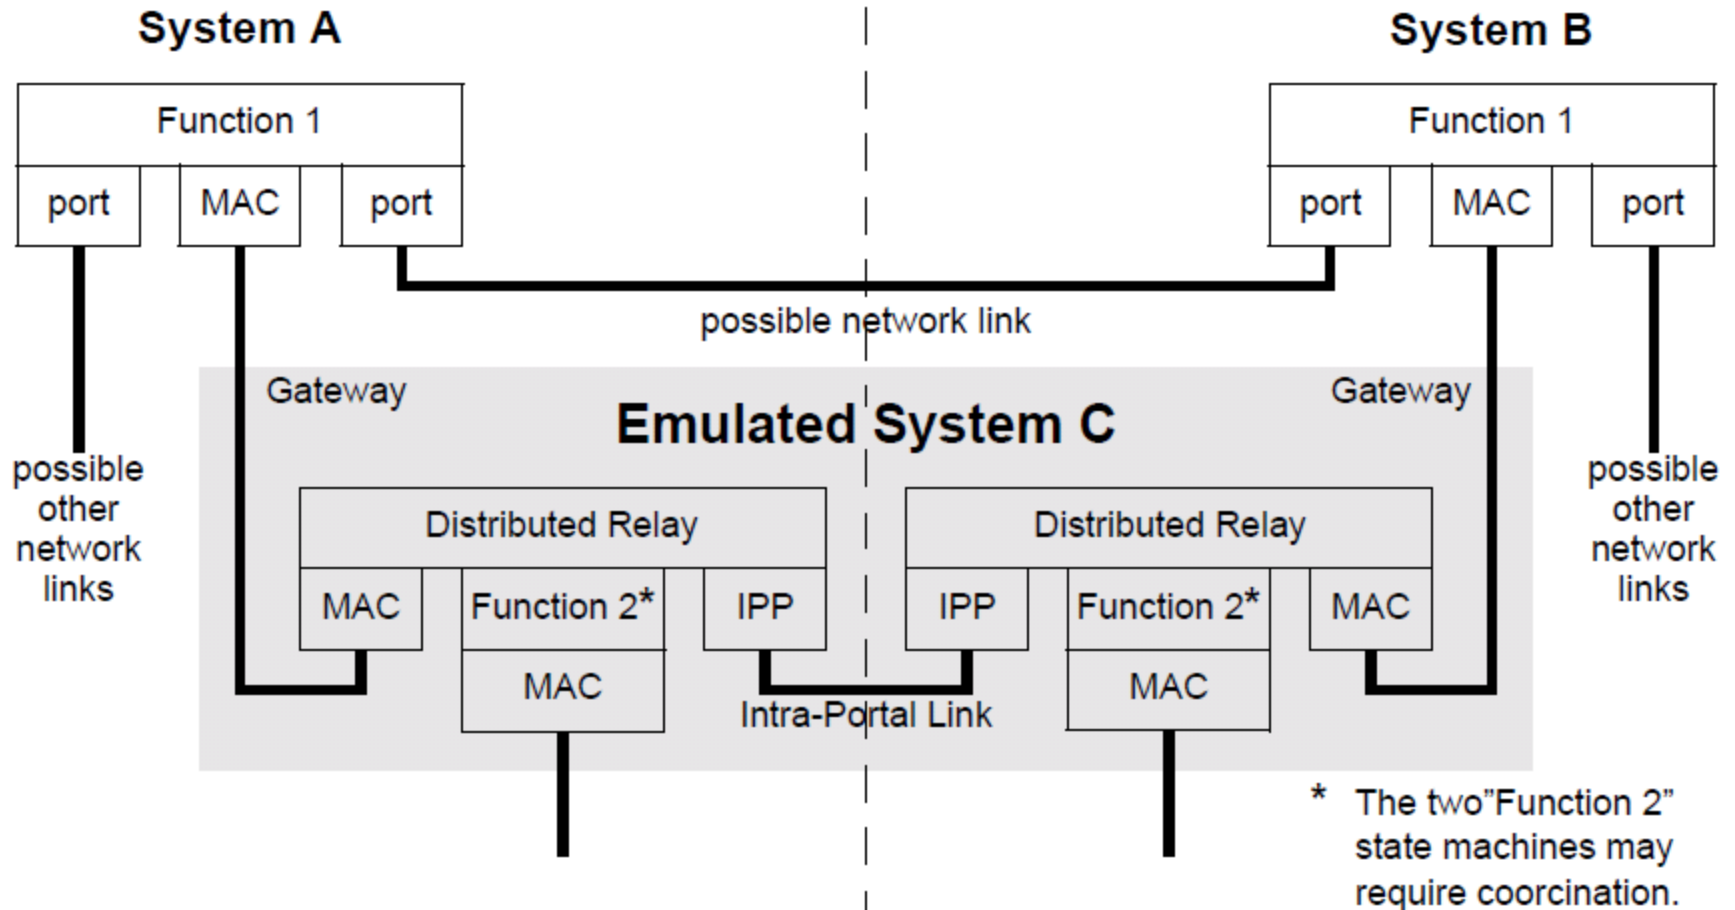 System A
System B
Function 1
Function 1
port
MAC
port
port
MAC
port
possible network link
Gateway
Gateway
Emulated System C
possible
other
network
links
possible
other
network
links
Distributed Relay
Distributed Relay
MAC
Function 2*
IPP
IPP
Function 2*
MAC
MAC
MAC
Intra-Portal Link
* The two"Function 2"
state machines may
require coorcination.